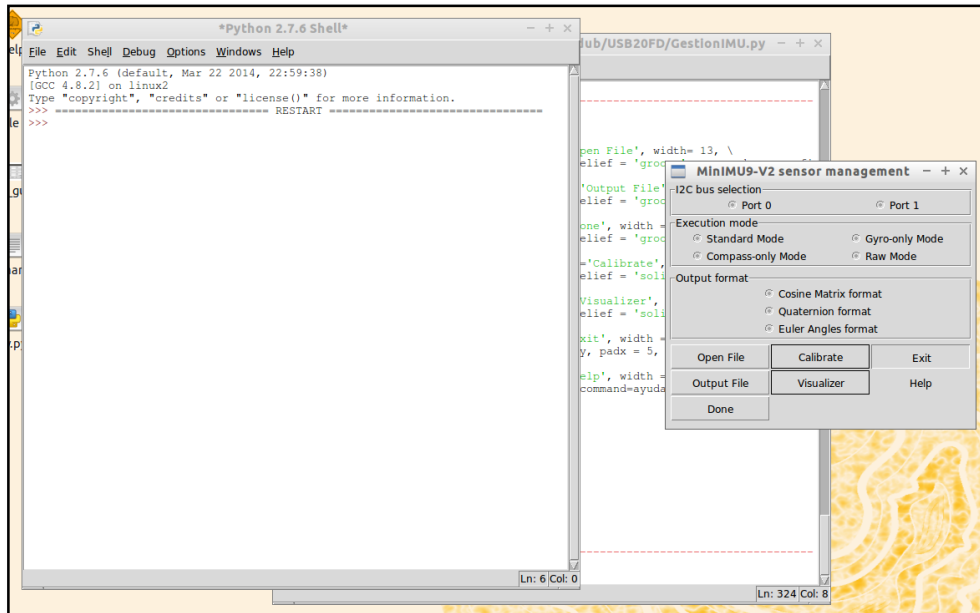 *Python 2.7.6 Shell*
File Edit Shell Debug Options Windows Help
Python 2.7.6 (default, Mar 22 2014, 22:59:38)
[GCC 4.8.2] on linux2
Type "copyright", "credits" or "license()" for more information.
>>> ================================ RESTART ================================
>>>
Ln: 6 Col: 0
/USB20FD/GestionIMU.py
pen File', width= 13, \
elief = 'groo
'Output File'
elief = 'groo
one', width =
elief = 'groo
='Calibrate',
elief = 'soli
Visualizer',
elief = 'soli
xit', width =
y, padx = 5,
elp', width =
command=ayuda
Ln: 324 Col: 8
MinIMU9-V2 sensor management
I2C bus selection
Port 0 Port 1
Execution mode
Standard Mode Gyro-only Mode
Compass-only Mode Raw Mode
Output format
Cosine Matrix format
Quaternion format
Euler Angles format
Open File Calibrate Exit
Output File Visualizer Help
Done